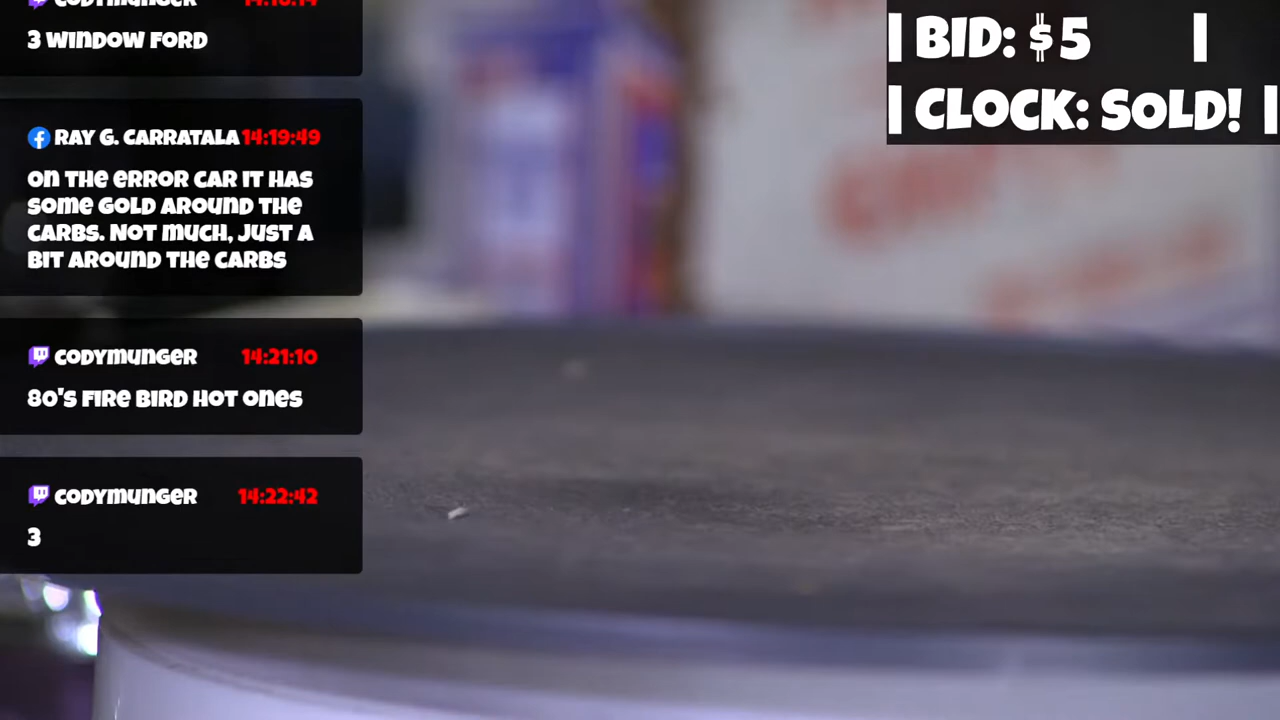 CODYMUNGER
3 WINDOW FORD
RAY G. CARRATALA 14:19:49
ON THE ERROR CAR IT HAS
SOME GOLD AROUND THE
CARBS. NOT MUCH, JUST A
BIT AROUND THE CARBS
CODYMUNGER 14:21:10
80'S FIRE BIRD HOT ONES
CODYMUNGER 14:22:42
3
| BID: $5 |
| CLOCK: SOLD! |